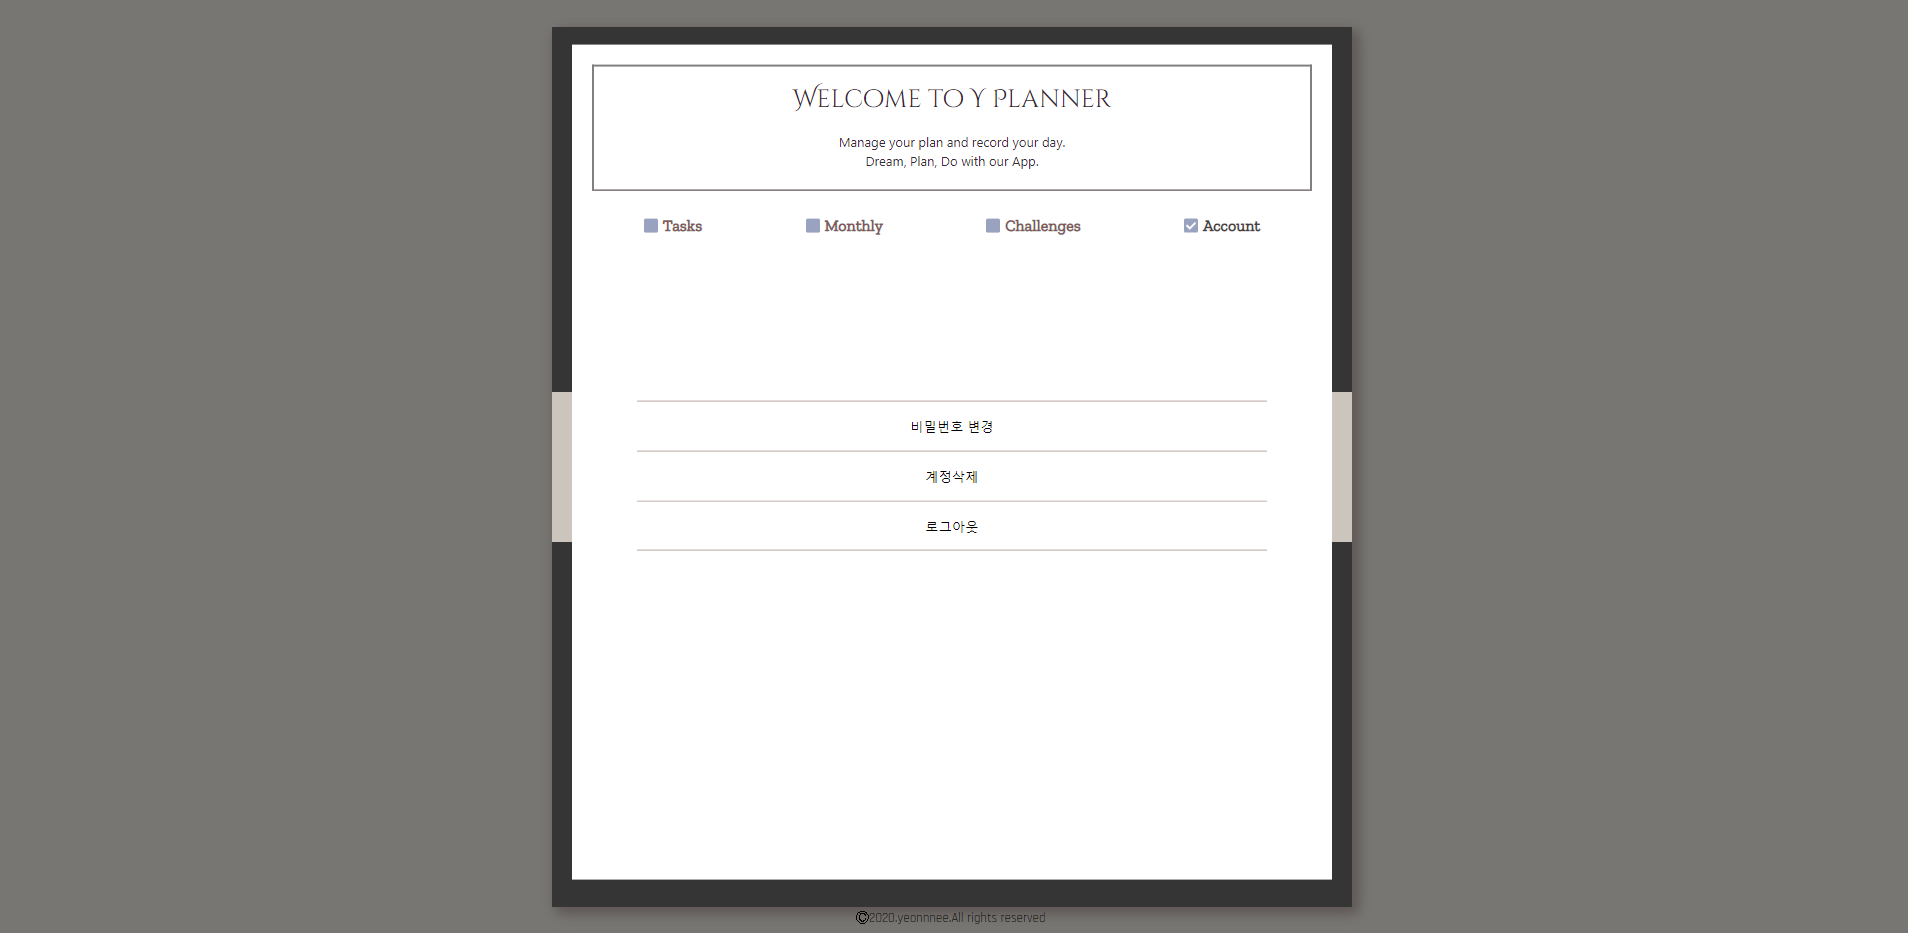 Welcome to Y Planner
Manage your plan and record your day.
Dream, Plan, Do with our App.
Tasks Monthly Challenges Account
비밀번호 변경
계정삭제
로그아웃
©2020.yeonnnee.All rights reserved